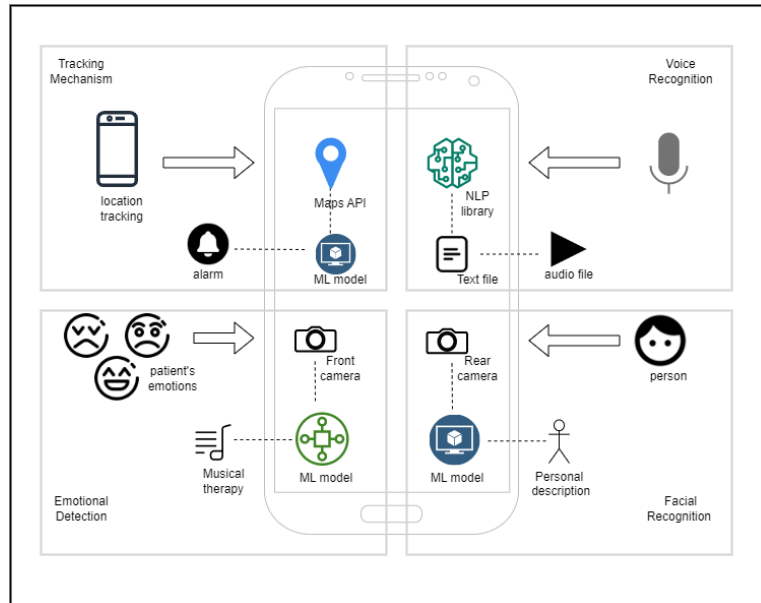 Tracking
Mechanism
location
tracking
Maps API
alarm
ML model
Voice
Recognition
NLP
library
Text file
audio file
patient's
emotions
Front
camera
Musical
therapy
ML model
Emotional
Detection
Rear
camera
person
ML model
Personal
description
Facial
Recognition